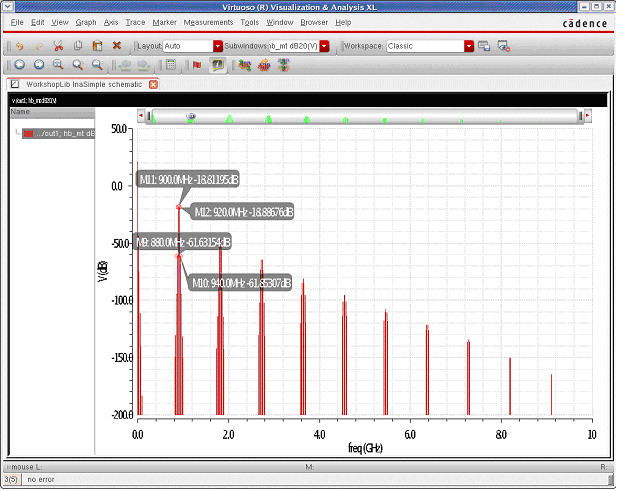 Virtuoso (R) Visualization & Analysis XL
File Edit View Graph Axis Trace Marker Measurements Tools Window Browser Help
cādence
Layout: Auto Subwindows: hb_mt dB20(V) Workspace: Classic
WorkshopLib lnaSimple schematic
v /out1; hb_mt dB20(V)
Name
.../out1; hb_mt dB
50.0
0.0
-50.0
-100.0
-150.0
-200.0
V (dB)
M11: 900.0MHz -18.81195dB
M12: 920.0MHz -18.88676dB
M9: 880.0MHz -61.63154dB
M10: 940.0MHz -61.85307dB
0.0 2.0 4.0 6.0 8.0 10
freq (GHz)
mouse L: M: R:
3(5) no error